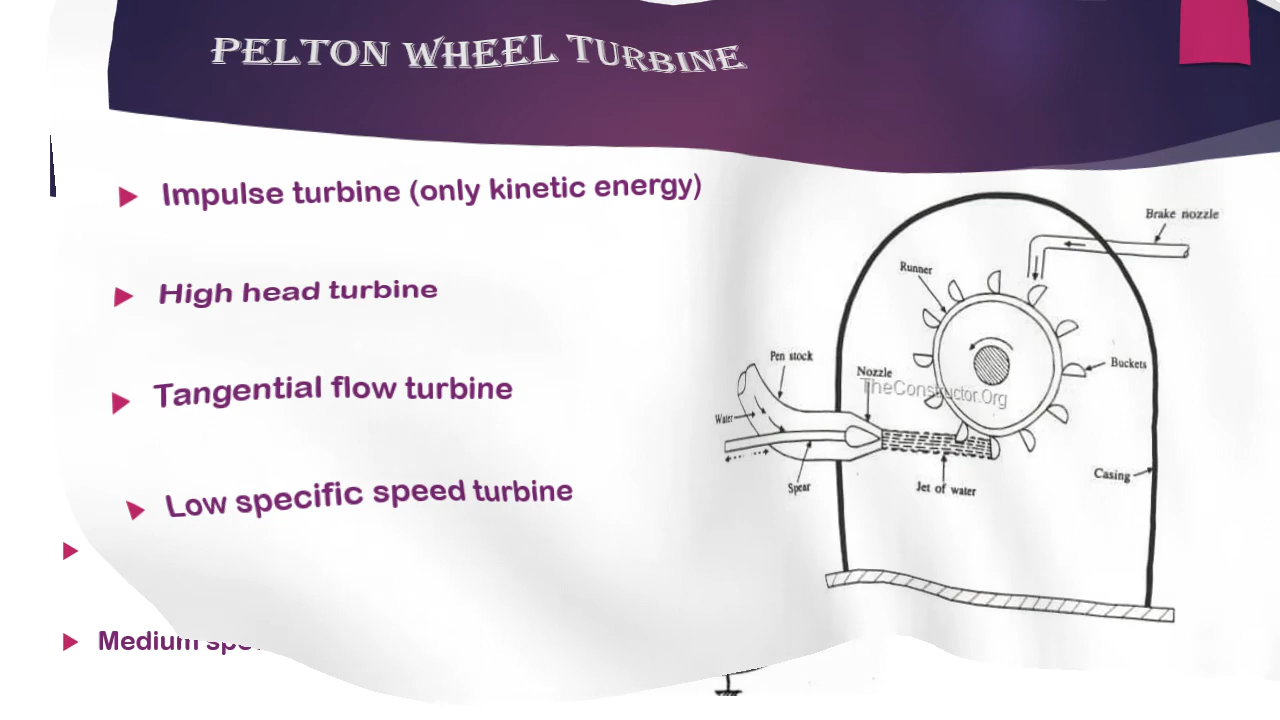 PELTON WHEEL TURBINE
Impulse turbine (only kinetic energy)
High head turbine
Tangential flow turbine
Low specific speed turbine
Medium
Brake nozzle
Runner
Pen stock
Nozzle
Buckets
TheConstructor.Org
Water
Casing
Spear
Jet of water